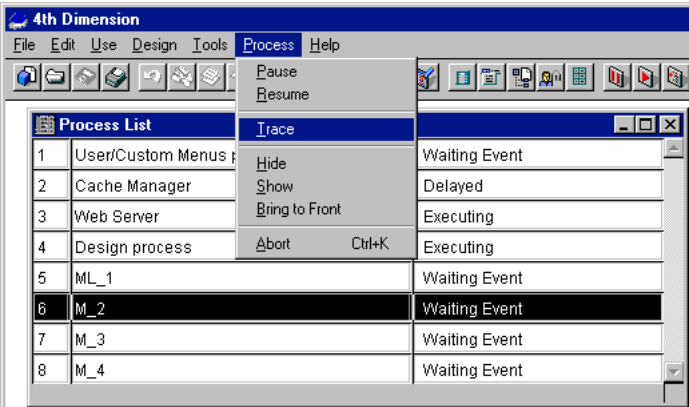 4th Dimension
File Edit Use Design Tools Process Help
Pause
Resume
Trace
Hide
Show
Bring to Front
Abort Ctrl+K
Process List
1 User/Custom Menus Waiting Event
2 Cache Manager Delayed
3 Web Server Executing
4 Design process Executing
5 ML_1 Waiting Event
6 M_2 Waiting Event
7 M_3 Waiting Event
8 M_4 Waiting Event